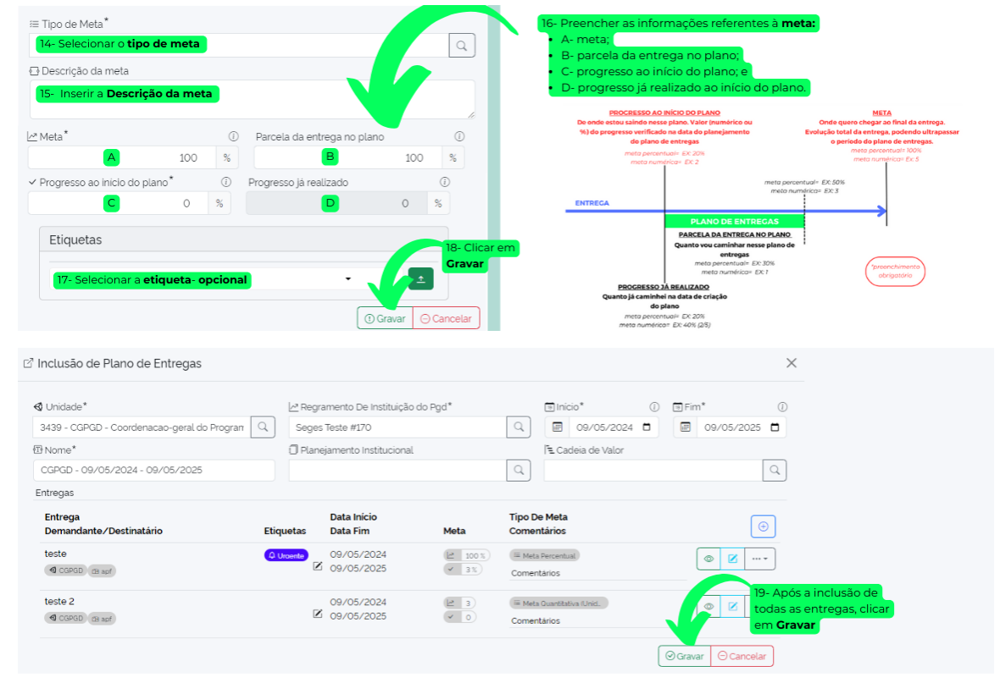 Tipo de Meta*
14- Selecionar o tipo de meta
Descrição da meta
15- Inserir a Descrição da meta
Meta*
Parcela da entrega no plano
A
100
%
B
100
%
Progresso ao início do plano*
Progresso já realizado
C
0
%
D
0
%
Etiquetas
17- Selecionar a etiqueta- opcional
18- Clicar em
Gravar
Gravar
Cancelar
16- Preencher as informações referentes à meta:
A- meta;
B- parcela da entrega no plano;
C- progresso ao início do plano; e
D- progresso já realizado ao início do plano.
PROGRESSO AO INÍCIO DO PLANO
De onde estou saindo nesse plano. Valor (numérico ou
%) do progresso verificado na data do planejamento
do plano de entregas
meta percentual= EX: 20%
meta numérica= EX: 2
META
Onde quero chegar ao final da entrega.
Evolução total da entrega, podendo ultrapassar
o período do plano de entregas.
meta percentual= 100%
meta numérica= Ex: 5
meta percentual= EX: 50%
meta numérica= EX: 3
ENTREGA
PLANO DE ENTREGAS
PARCELA DA ENTREGA NO PLANO
Quanto vou caminhar nesse plano de
entregas
meta percentual= EX: 30%
meta numérica= EX: 1
*preenchimento
obrigatório
PROGRESSO JÁ REALIZADO
Quanto já caminhei na data de criação
do plano
meta percentual= EX: 20%
meta numérica= EX: 40% (2/5)
Inclusão de Plano de Entregas
Unidade*
Regramento De Instituição do Pgd*
Início*
Fim*
3439 - CGPGD - Coordenacao-geral do Program
Seges Teste #170
09/05/2024
09/05/2025
Nome*
Planejamento Institucional
Cadeia de Valor
CGPGD - 09/05/2024 - 09/05/2025
Entregas
Entrega
Demandante/Destinatário
Etiquetas
Data Início
Data Fim
Meta
Tipo De Meta
Comentários
teste
CGPGD
apf
Urgente
09/05/2024
09/05/2025
100 %
3 %
Meta Percentual
Comentários
teste 2
CGPGD
apf
09/05/2024
09/05/2025
3
0
Meta Quantitativa (Unid...
Comentários
19- Após a inclusão de
todas as entregas, clicar
em Gravar
Gravar
Cancelar